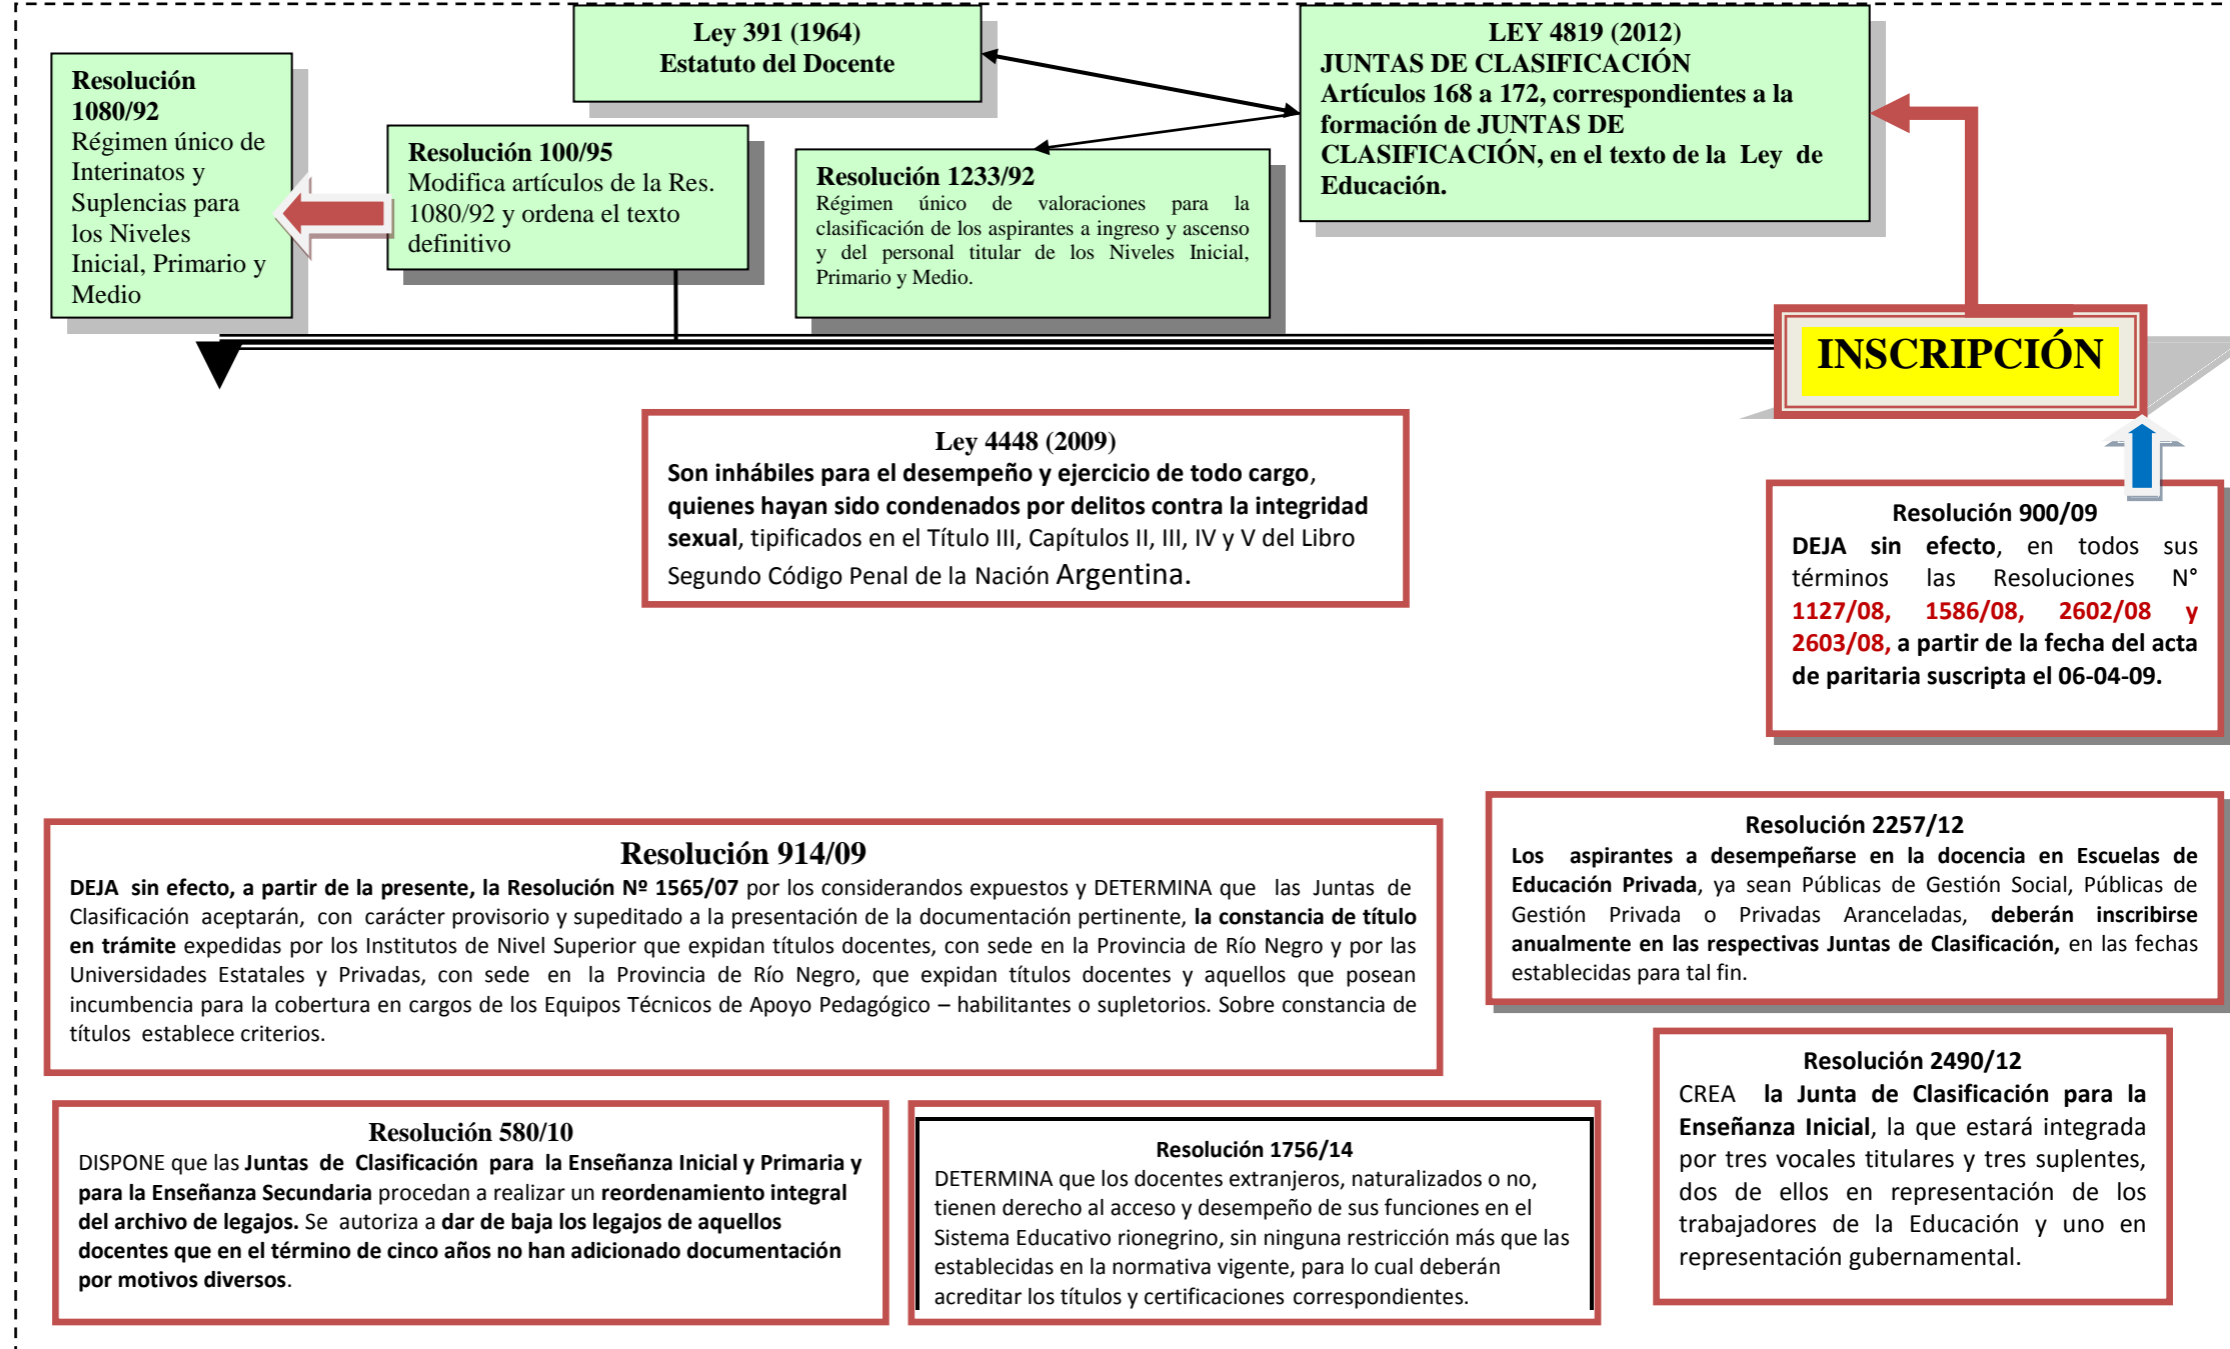 Ley 391 (1964)
Estatuto del Docente
LEY 4819 (2012)
JUNTAS DE CLASIFICACIÓN
Artículos 168 a 172, correspondientes a la
formación de JUNTAS DE
CLASIFICACIÓN, en el texto de la Ley de
Educación.
Resolución
1080/92
Régimen único de
Interinatos y
Suplencias para
los Niveles
Inicial, Primario y
Medio
Resolución 100/95
Modifica artículos de la Res.
1080/92 y ordena el texto
definitivo
Resolución 1233/92
Régimen único de valoraciones para la
clasificación de los aspirantes a ingreso y ascenso
y del personal titular de los Niveles Inicial,
Primario y Medio.
INSCRIPCIÓN
Ley 4448 (2009)
Son inhábiles para el desempeño y ejercicio de todo cargo,
quienes hayan sido condenados por delitos contra la integridad
sexual, tipificados en el Título III, Capítulos II, III, IV y V del Libro
Segundo Código Penal de la Nación Argentina.
Resolución 900/09
DEJA sin efecto, en todos sus
términos las Resoluciones N°
1127/08, 1586/08, 2602/08 y
2603/08, a partir de la fecha del acta
de paritaria suscripta el 06-04-09.
Resolución 914/09
DEJA sin efecto, a partir de la presente, la Resolución Nº 1565/07 por los considerandos expuestos y DETERMINA que las Juntas de
Clasificación aceptarán, con carácter provisorio y supeditado a la presentación de la documentación pertinente, la constancia de título
en trámite expedidas por los Institutos de Nivel Superior que expidan títulos docentes, con sede en la Provincia de Río Negro y por las
Universidades Estatales y Privadas, con sede en la Provincia de Río Negro, que expidan títulos docentes y aquellos que posean
incumbencia para la cobertura en cargos de los Equipos Técnicos de Apoyo Pedagógico – habilitantes o supletorios. Sobre constancia de
títulos establece criterios.
Resolución 2257/12
Los aspirantes a desempeñarse en la docencia en Escuelas de
Educación Privada, ya sean Públicas de Gestión Social, Públicas de
Gestión Privada o Privadas Aranceladas, deberán inscribirse
anualmente en las respectivas Juntas de Clasificación, en las fechas
establecidas para tal fin.
Resolución 580/10
DISPONE que las Juntas de Clasificación para la Enseñanza Inicial y Primaria y
para la Enseñanza Secundaria procedan a realizar un reordenamiento integral
del archivo de legajos. Se autoriza a dar de baja los legajos de aquellos
docentes que en el término de cinco años no han adicionado documentación
por motivos diversos.
Resolución 1756/14
DETERMINA que los docentes extranjeros, naturalizados o no,
tienen derecho al acceso y desempeño de sus funciones en el
Sistema Educativo rionegrino, sin ninguna restricción más que las
establecidas en la normativa vigente, para lo cual deberán
acreditar los títulos y certificaciones correspondientes.
Resolución 2490/12
CREA la Junta de Clasificación para la
Enseñanza Inicial, la que estará integrada
por tres vocales titulares y tres suplentes,
dos de ellos en representación de los
trabajadores de la Educación y uno en
representación gubernamental.